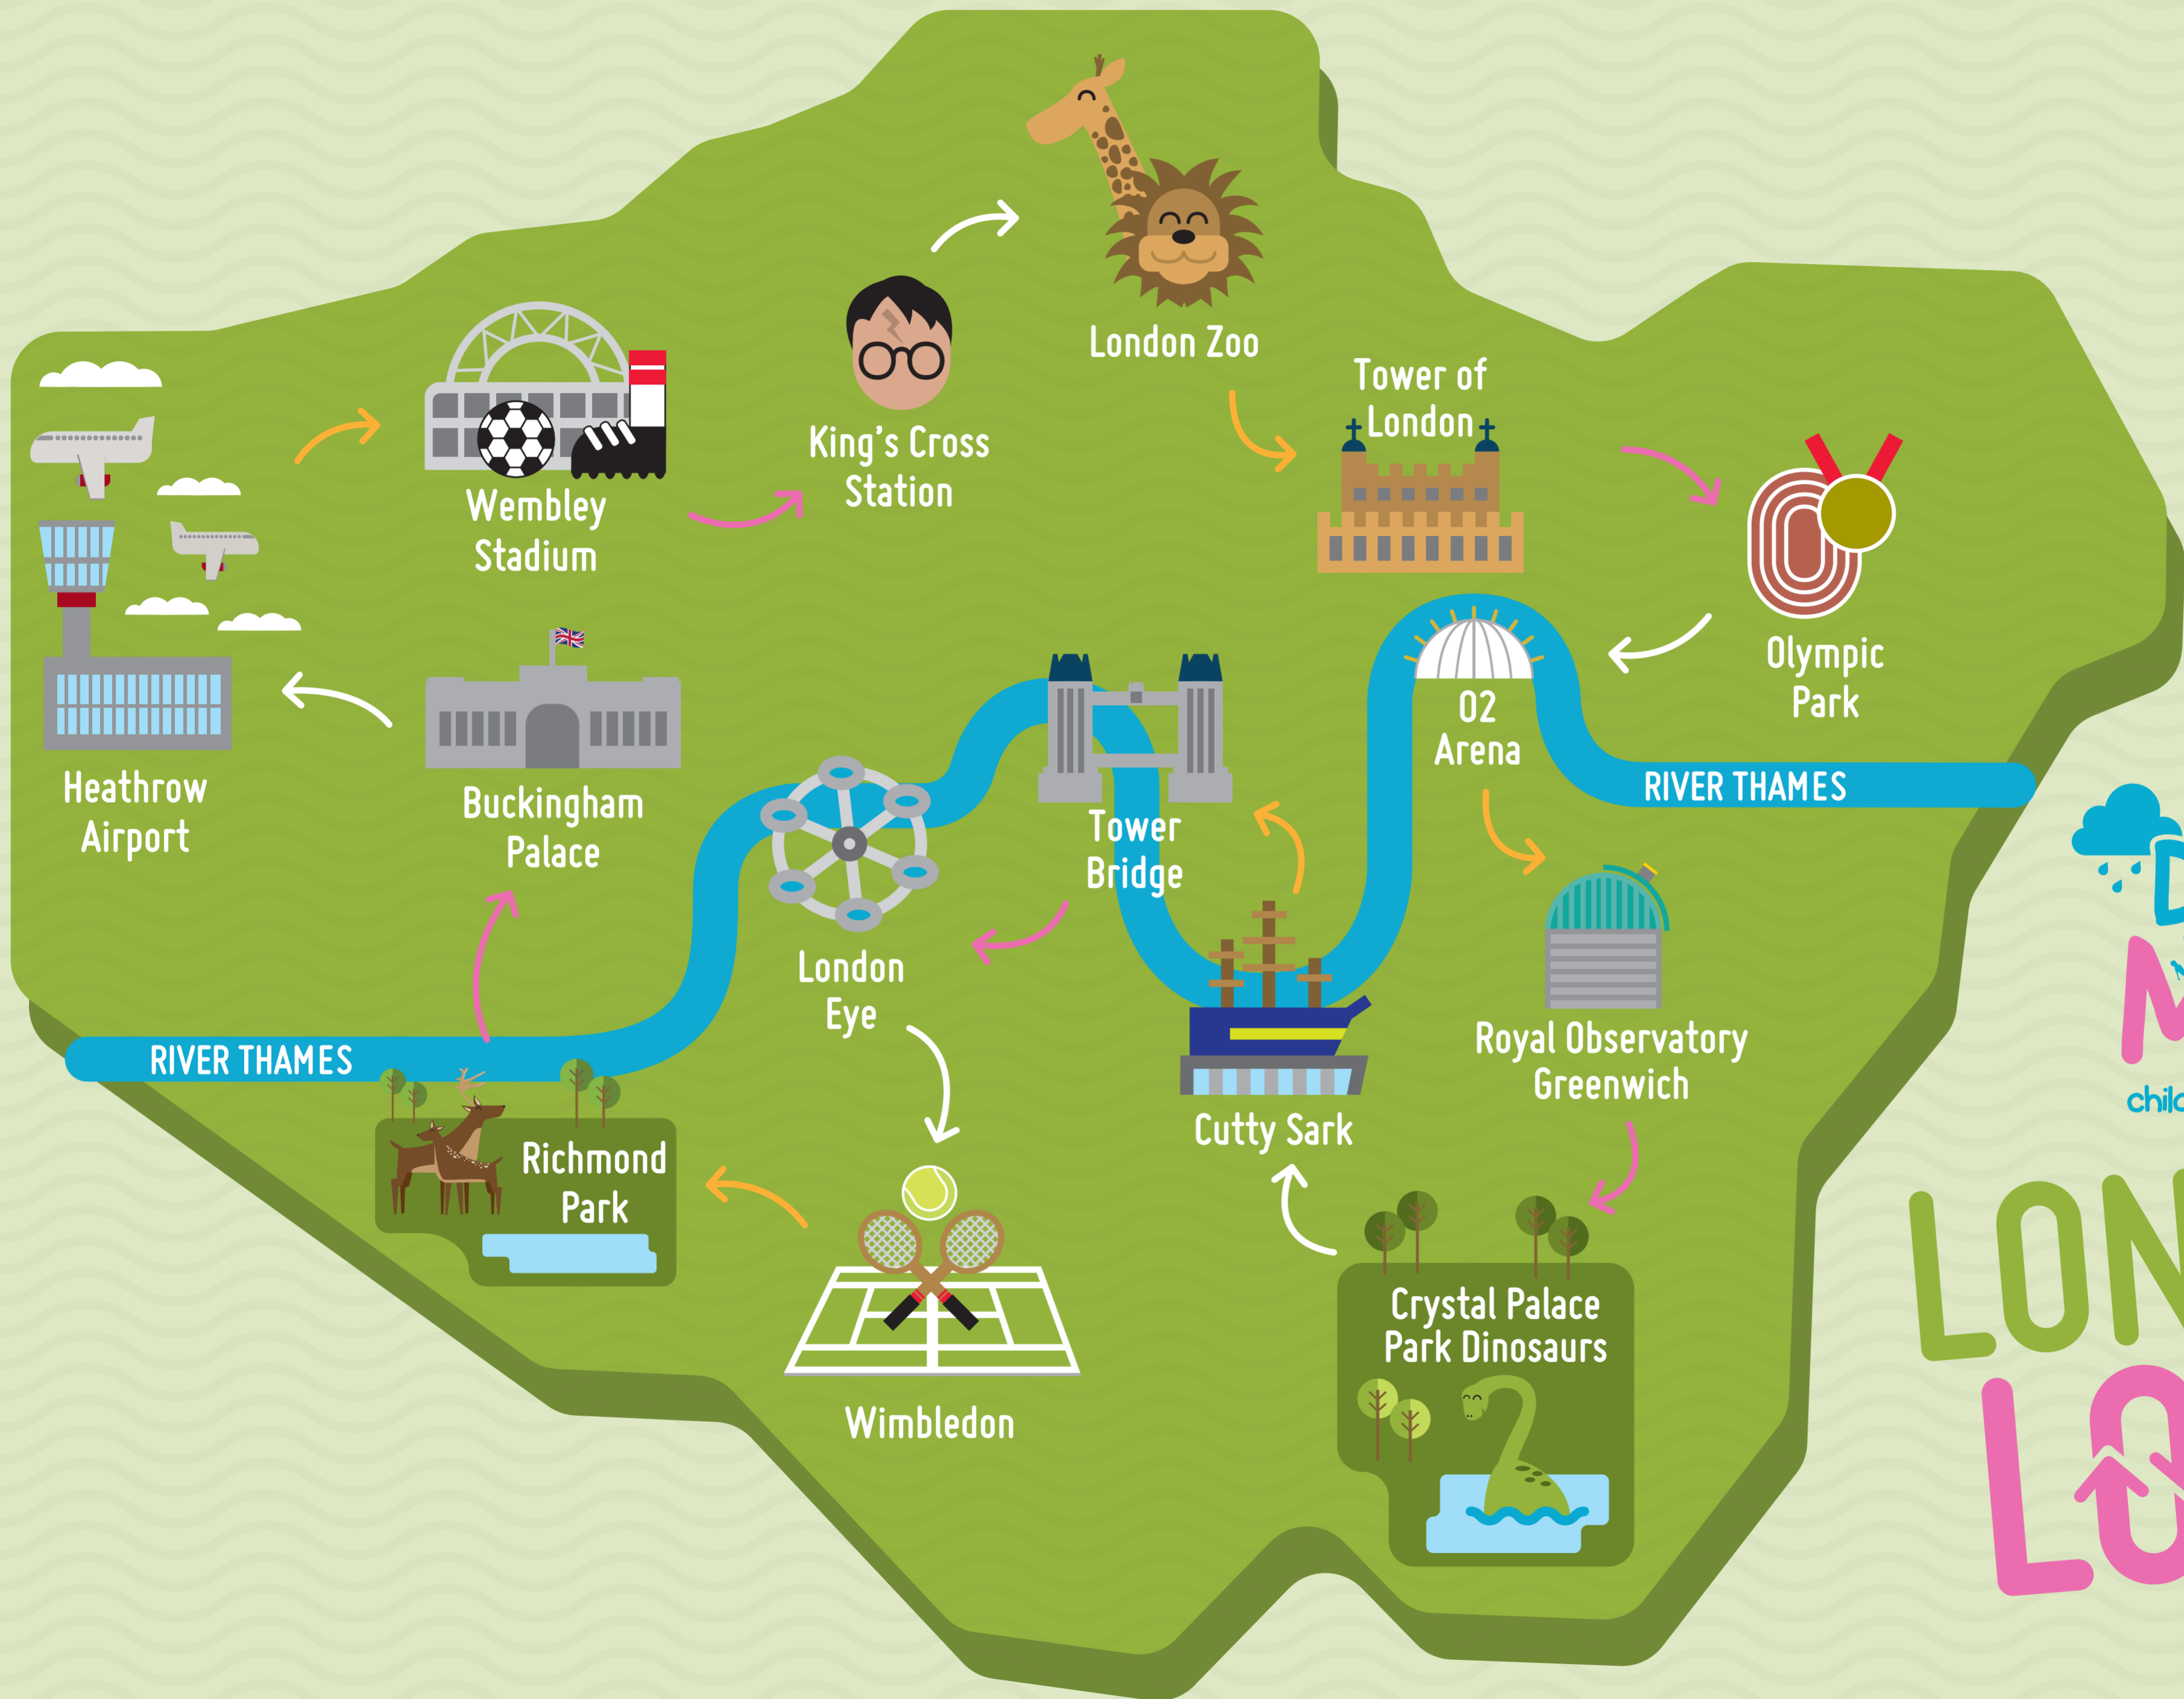 London Zoo
Tower of
London
King's Cross
Station
Wembley
Stadium
Olympic
Park
O2
Arena
Heathrow
Airport
Buckingham
Palace
RIVER THAMES
Tower
Bridge
London
Eye
Royal Observatory
Greenwich
RIVER THAMES
Cutty Sark
Richmond
Park
Crystal Palace
Park Dinosaurs
Wimbledon